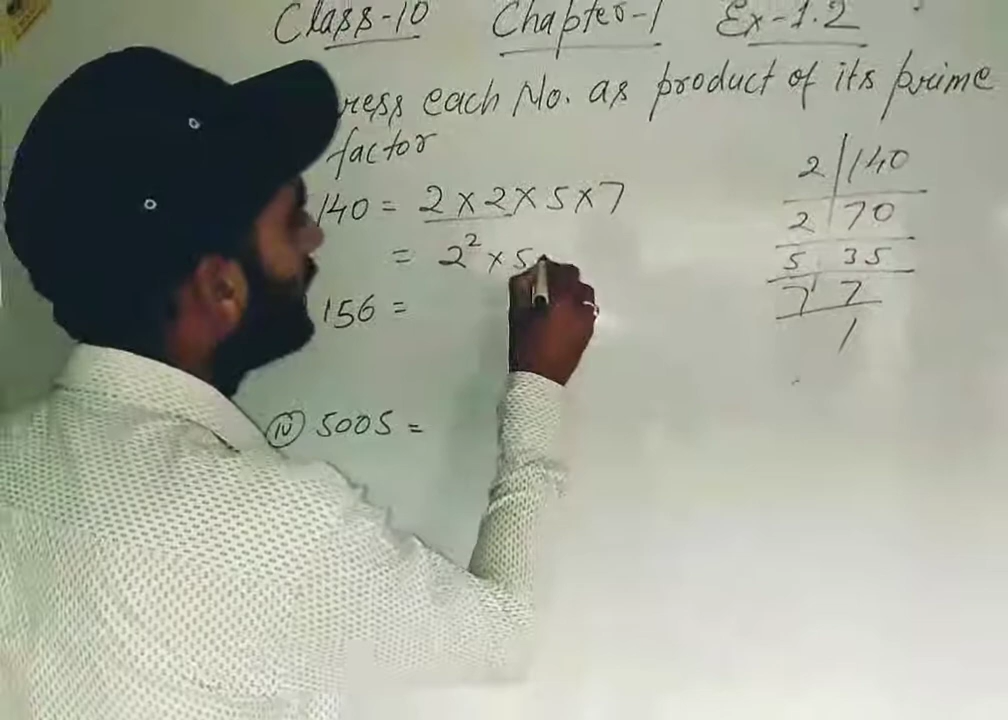 Class-10 Chapter-1 Ex-1.2
ress each No. as product of its prime
factor
140 = 2 × 2 × 5 × 7
= 2² × 5
156 =
(iv) 5005 =
2 | 140
2 | 70
5 | 35
7 | 7
1